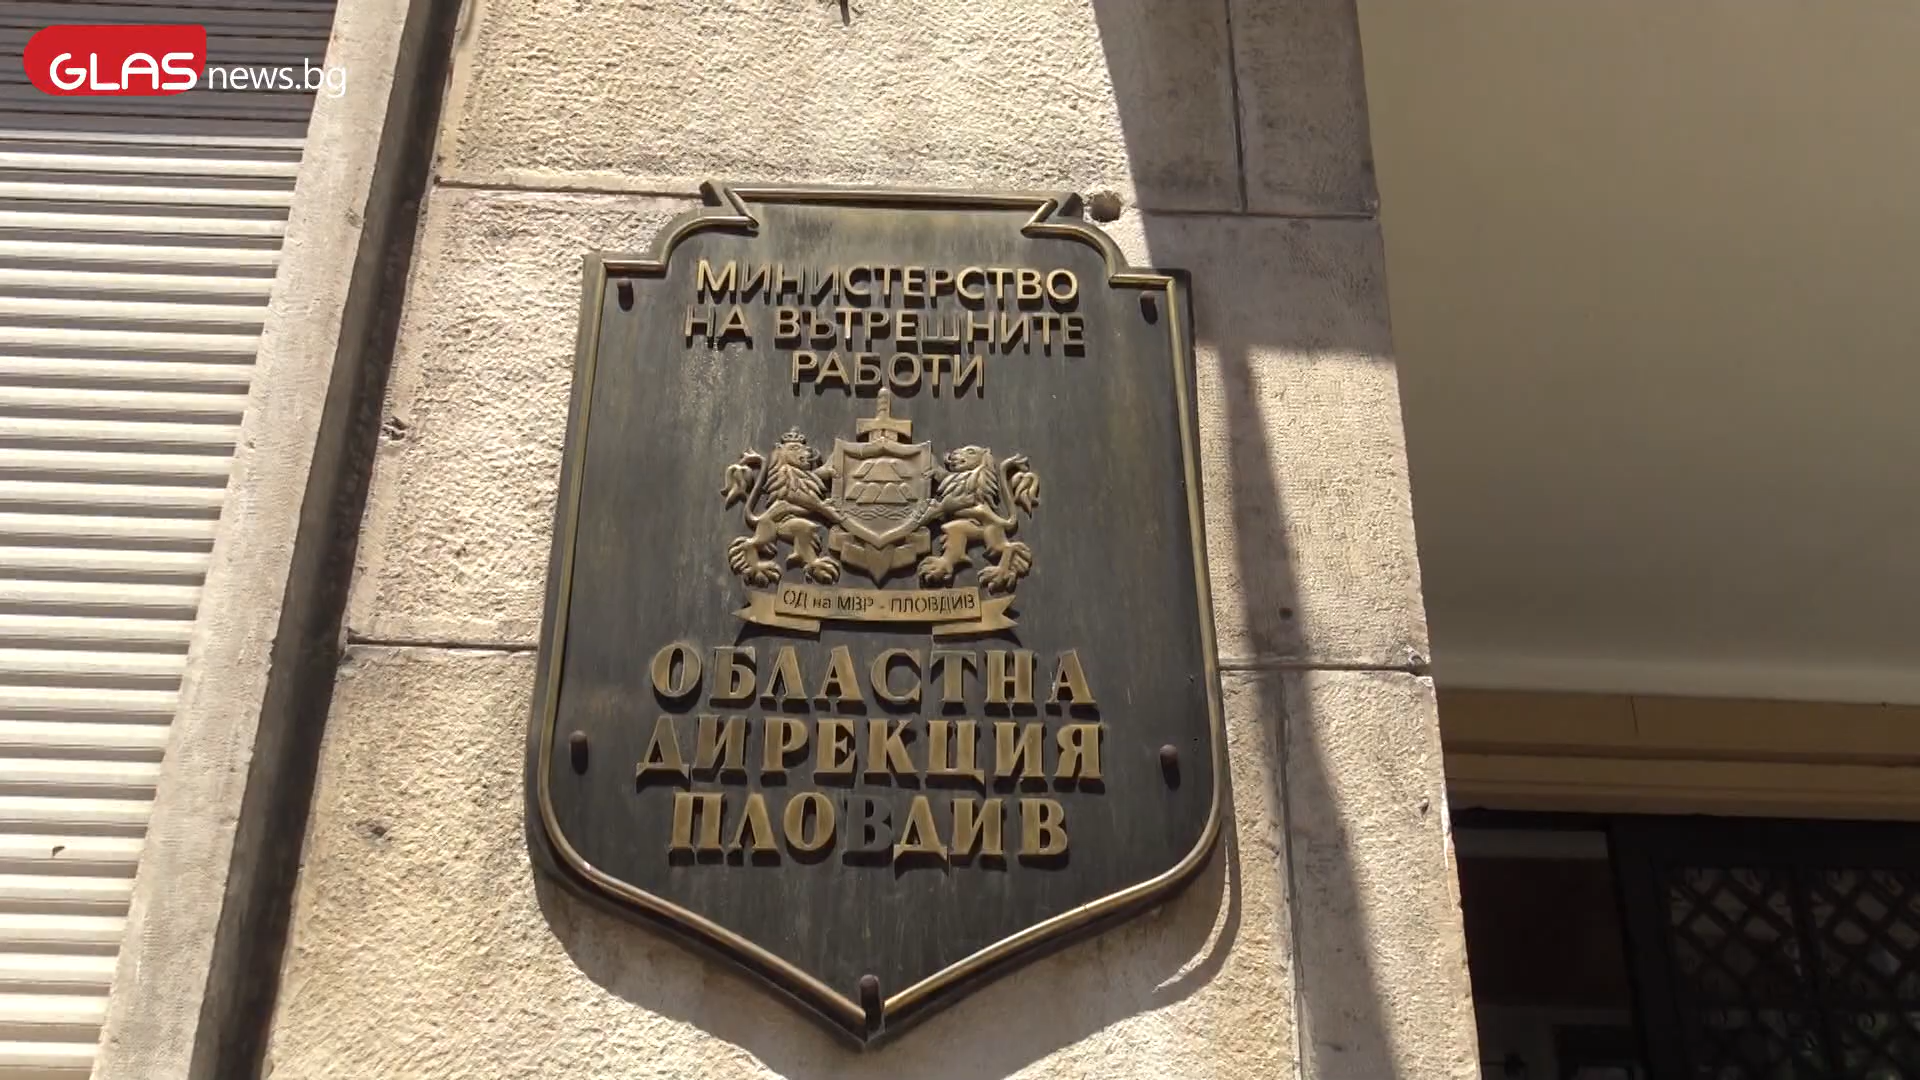 GLAS news.bg
МИНИСТЕРСТВО
НА ВЪТРЕШНИТЕ
РАБОТИ
ОД на МВР - ПЛОВДИВ
ОБЛАСТНА
ДИРЕКЦИЯ
ПЛОВДИВ